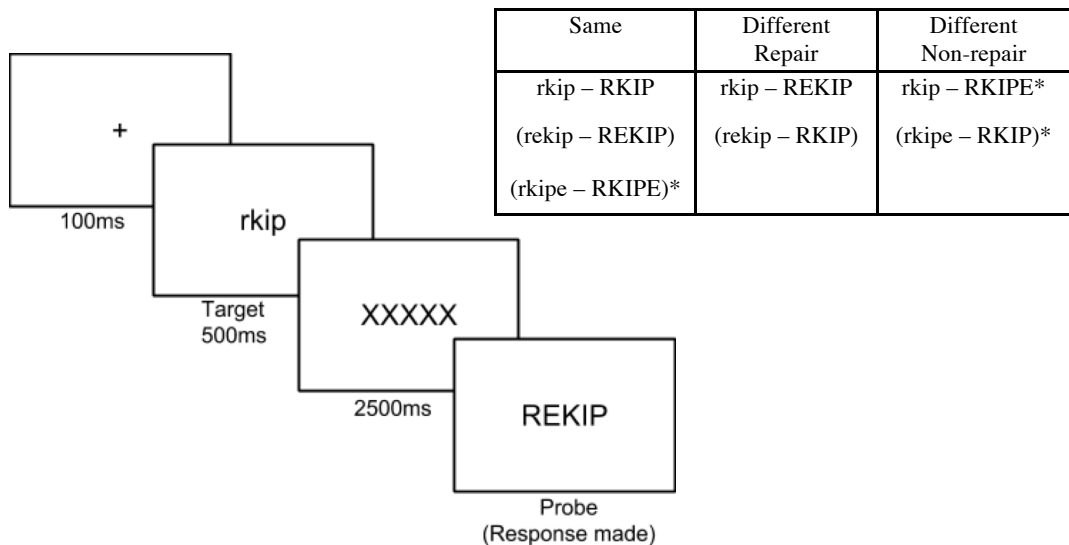 Same Different Repair Different Non-repair
rkip – RKIP rkip – REKIP rkip – RKIPE*
(rekip – REKIP) (rekip – RKIP) (rkipe – RKIP)*
(rkipe – RKIPE)*
+
100ms
rkip
Target
500ms
XXXXX
2500ms
REKIP
Probe
(Response made)